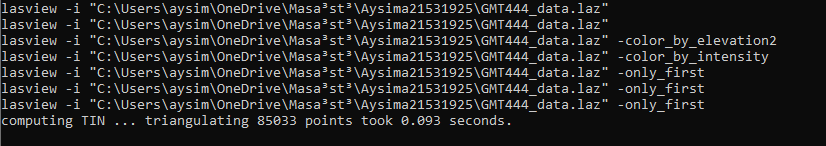 lasview -i "C:\Users\aysim\OneDrive\Masa³st³\Aysima21531925\GMT444_data.laz"
lasview -i "C:\Users\aysim\OneDrive\Masa³st³\Aysima21531925\GMT444_data.laz"
lasview -i "C:\Users\aysim\OneDrive\Masa³st³\Aysima21531925\GMT444_data.laz" -color_by_elevation2
lasview -i "C:\Users\aysim\OneDrive\Masa³st³\Aysima21531925\GMT444_data.laz" -color_by_intensity
lasview -i "C:\Users\aysim\OneDrive\Masa³st³\Aysima21531925\GMT444_data.laz" -only_first
lasview -i "C:\Users\aysim\OneDrive\Masa³st³\Aysima21531925\GMT444_data.laz" -only_first
lasview -i "C:\Users\aysim\OneDrive\Masa³st³\Aysima21531925\GMT444_data.laz" -only_first
computing TIN ... triangulating 85033 points took 0.093 seconds.